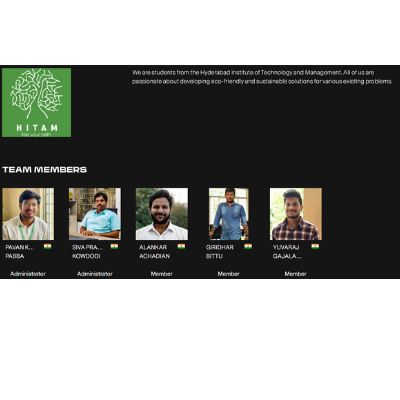 We are students from the Hyderabad Institute of Technology and Management. All of us are
passionate about developing eco-friendly and sustainable solutions for various existing problems.
HITAM
find your path
TEAM MEMBERS
PAVAN K...
PABBA
Administrator
SIVA PRA...
KOWDODI
Administrator
ALANKAR
ACHADIAN
Member
GIRIDHAR
BITTU
Member
YUVARAJ
GAJALA...
Member